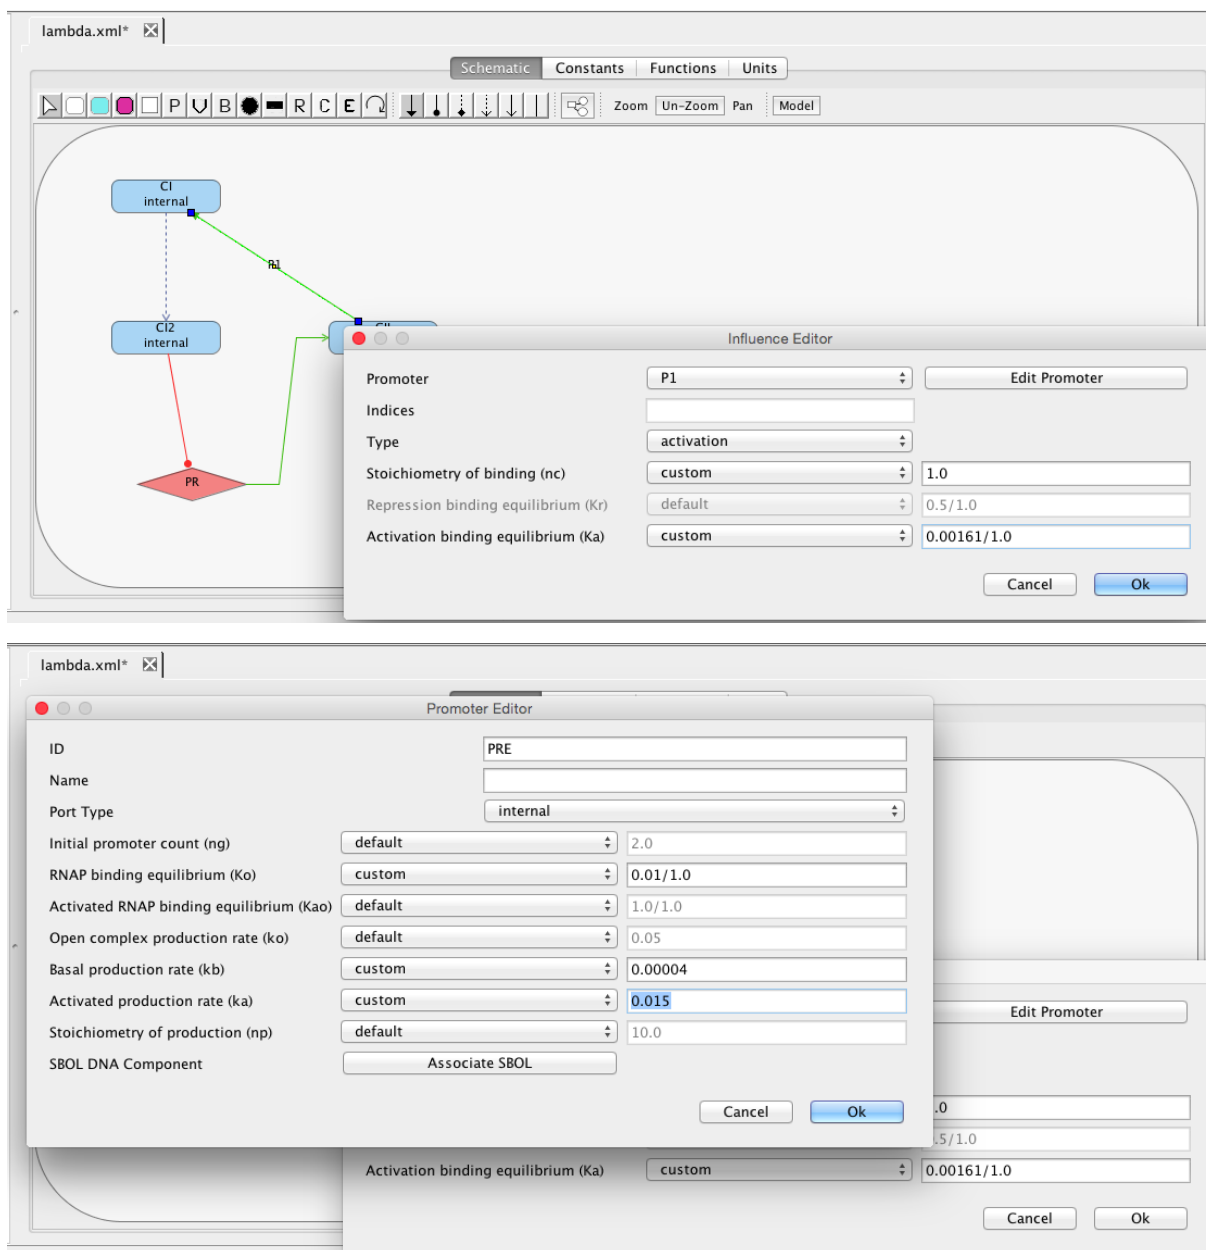 lambda.xml*
Schematic Constants Functions Units
P V B R C E Zoom Un-Zoom Pan Model
CI
internal
CI2
internal
PR
Influence Editor
Promoter P1 Edit Promoter
Indices
Type activation
Stoichiometry of binding (nc) custom 1.0
Repression binding equilibrium (Kr) default 0.5/1.0
Activation binding equilibrium (Ka) custom 0.00161/1.0
Cancel Ok
lambda.xml*
Promoter Editor
ID PRE
Name
Port Type internal
Initial promoter count (ng) default 2.0
RNAP binding equilibrium (Ko) custom 0.01/1.0
Activated RNAP binding equilibrium (Kao) default 1.0/1.0
Open complex production rate (ko) default 0.05
Basal production rate (kb) custom 0.00004
Activated production rate (ka) custom 0.015
Stoichiometry of production (np) default 10.0
SBOL DNA Component Associate SBOL
Cancel Ok
Edit Promoter
.0
.5/1.0
Activation binding equilibrium (Ka) custom 0.00161/1.0
Cancel Ok